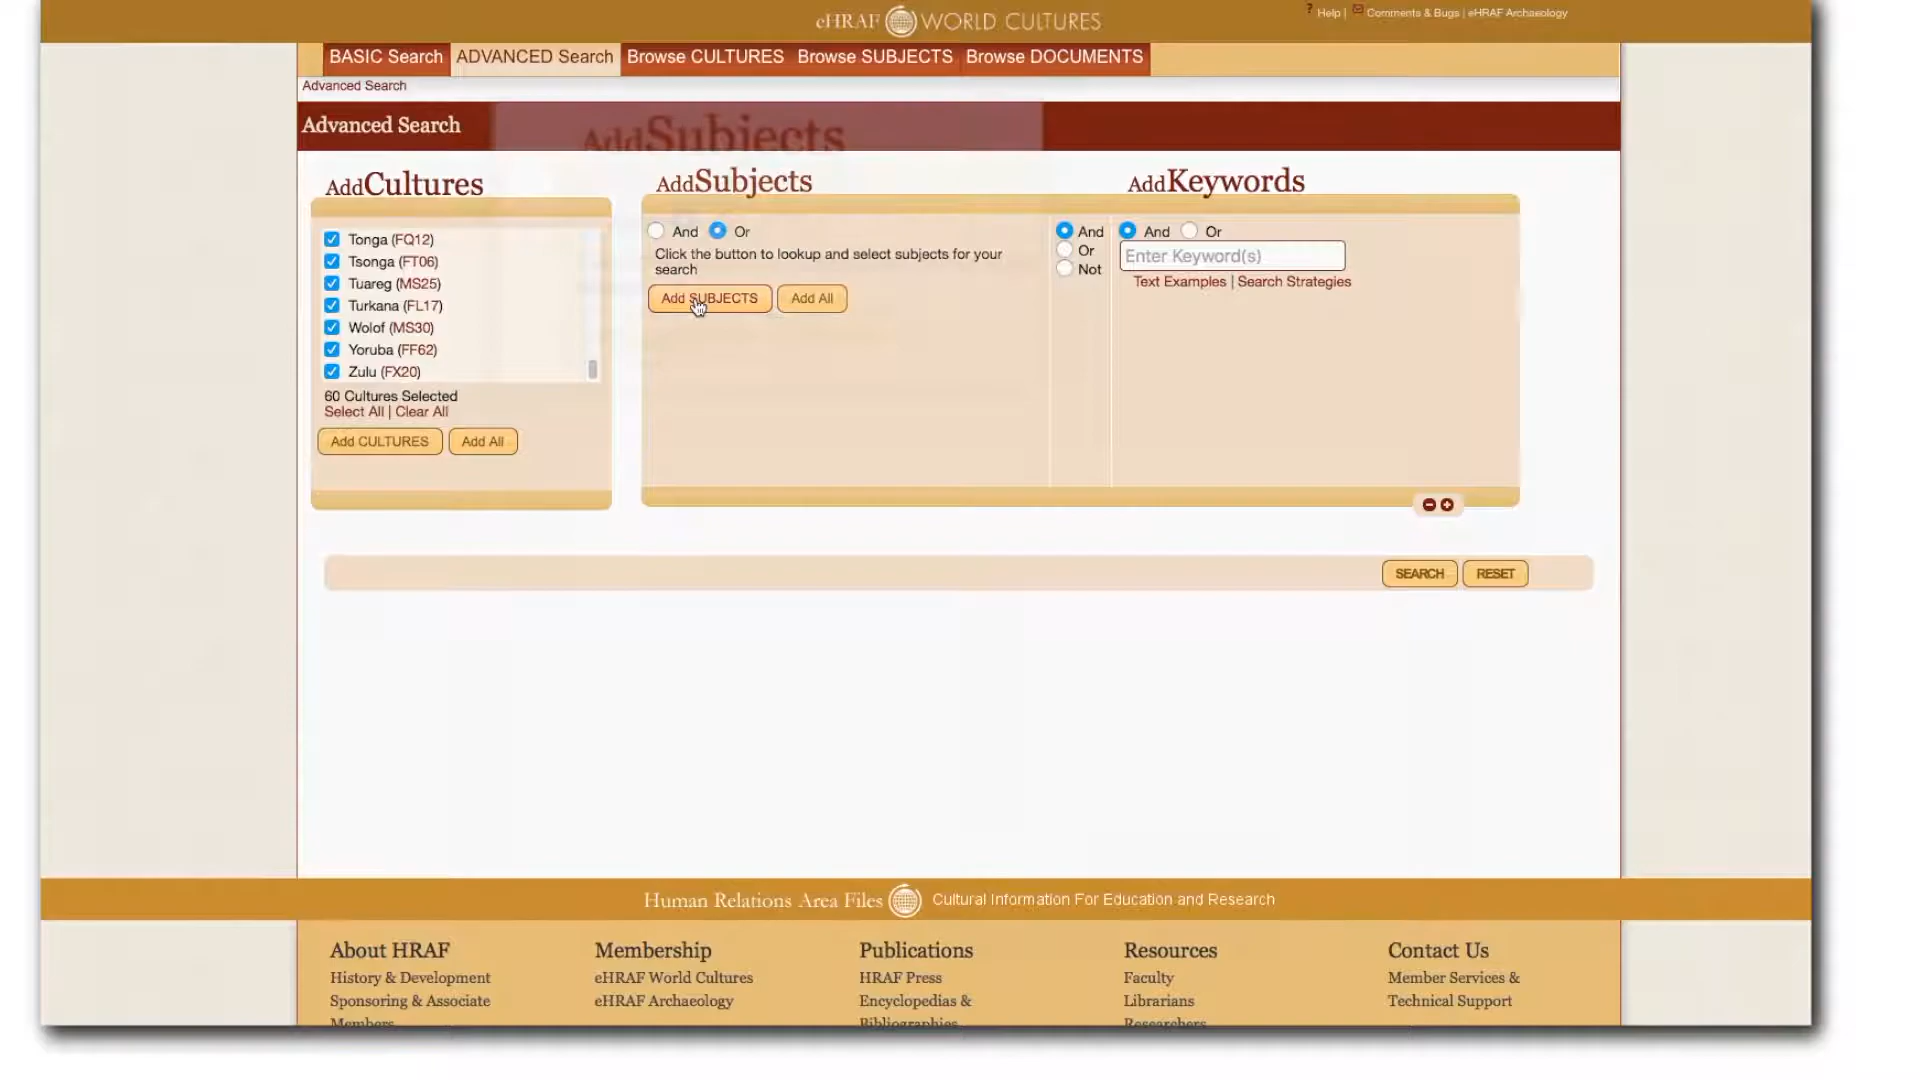 eHRAF WORLD CULTURES
? Help | Comments & Bugs | eHRAF Archaeology
BASIC Search ADVANCED Search Browse CULTURES Browse SUBJECTS Browse DOCUMENTS
Advanced Search
Advanced Search
AddSubjects
AddCultures
Tonga (FQ12)
Tsonga (FT06)
Tuareg (MS25)
Turkana (FL17)
Wolof (MS30)
Yoruba (FF62)
Zulu (FX20)
60 Cultures Selected
Select All | Clear All
Add CULTURES Add All
AddSubjects
And Or
Click the button to lookup and select subjects for your
search
Add SUBJECTS Add All
And
Or
Not
AddKeywords
And Or
Enter Keyword(s)
Text Examples | Search Strategies
SEARCH RESET
Human Relations Area Files Cultural Information For Education and Research
About HRAF
History & Development
Sponsoring & Associate
Members
Membership
eHRAF World Cultures
eHRAF Archaeology
Publications
HRAF Press
Encyclopedias &
Bibliographies
Resources
Faculty
Librarians
Researchers
Contact Us
Member Services &
Technical Support